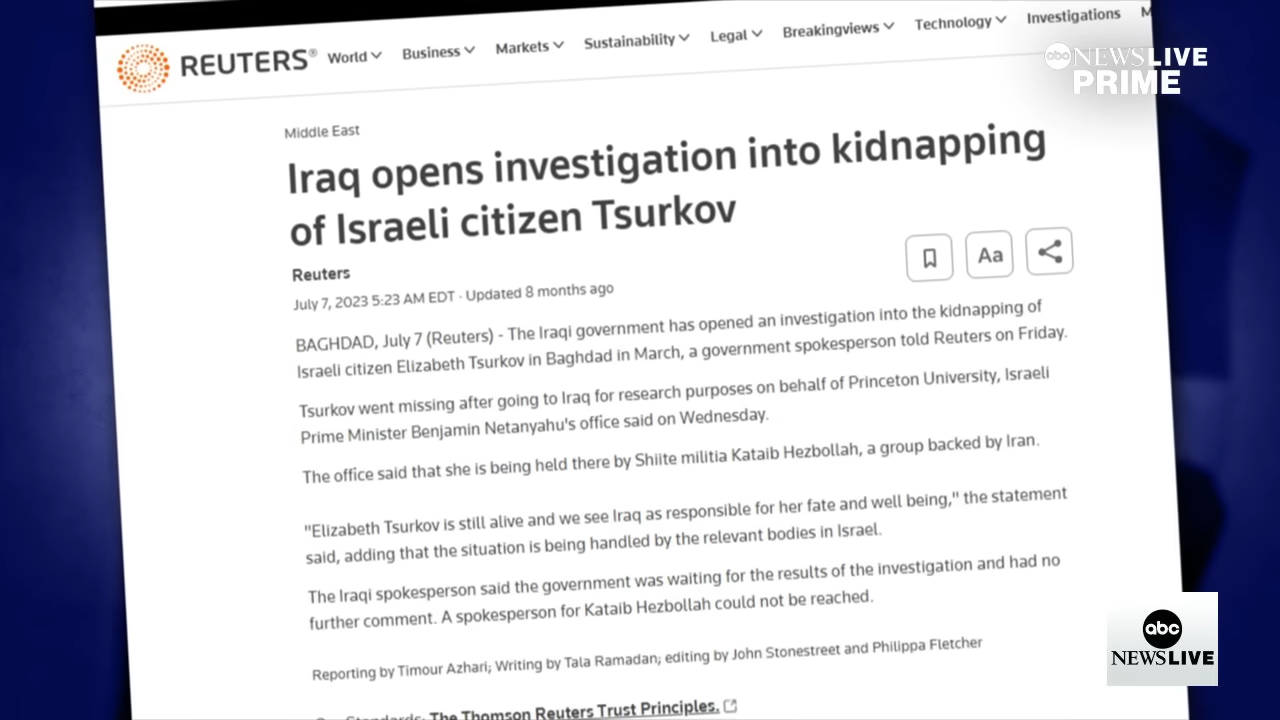 REUTERS®
World Business Markets Sustainability Legal Breakingviews Technology Investigations M
abc NEWS LIVE
PRIME
Middle East
Iraq opens investigation into kidnapping
of Israeli citizen Tsurkov
Reuters
July 7, 2023 5:23 AM EDT · Updated 8 months ago
Aa
BAGHDAD, July 7 (Reuters) - The Iraqi government has opened an investigation into the kidnapping of
Israeli citizen Elizabeth Tsurkov in Baghdad in March, a government spokesperson told Reuters on Friday.
Tsurkov went missing after going to Iraq for research purposes on behalf of Princeton University, Israeli
Prime Minister Benjamin Netanyahu's office said on Wednesday.
The office said that she is being held there by Shiite militia Kataib Hezbollah, a group backed by Iran.
"Elizabeth Tsurkov is still alive and we see Iraq as responsible for her fate and well being," the statement
said, adding that the situation is being handled by the relevant bodies in Israel.
The Iraqi spokesperson said the government was waiting for the results of the investigation and had no
further comment. A spokesperson for Kataib Hezbollah could not be reached.
Reporting by Timour Azhari; Writing by Tala Ramadan; editing by John Stonestreet and Philippa Fletcher
Standards: The Thomson Reuters Trust Principles.
abc
NEWS LIVE